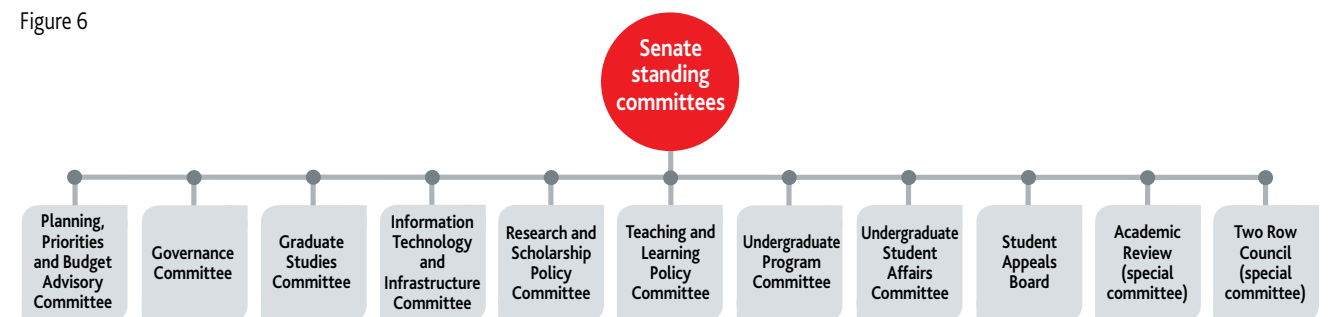 Figure 6
Senate
standing
committees
Planning,
Priorities
and Budget
Advisory
Committee
Governance
Committee
Graduate
Studies
Committee
Information
Technology
and
Infrastructure
Committee
Research and
Scholarship
Policy
Committee
Teaching and
Learning
Policy
Committee
Undergraduate
Program
Committee
Undergraduate
Student
Affairs
Committee
Student
Appeals
Board
Academic
Review
(special
committee)
Two Row
Council
(special
committee)